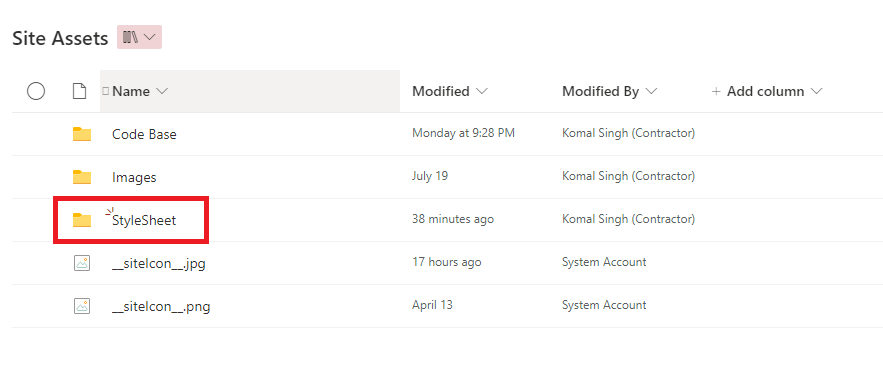 Site Assets
Name Modified Modified By + Add column
Code Base Monday at 9:28 PM Komal Singh (Contractor)
Images July 19 Komal Singh (Contractor)
StyleSheet 38 minutes ago Komal Singh (Contractor)
__siteIcon__.jpg 17 hours ago System Account
__siteIcon__.png April 13 System Account